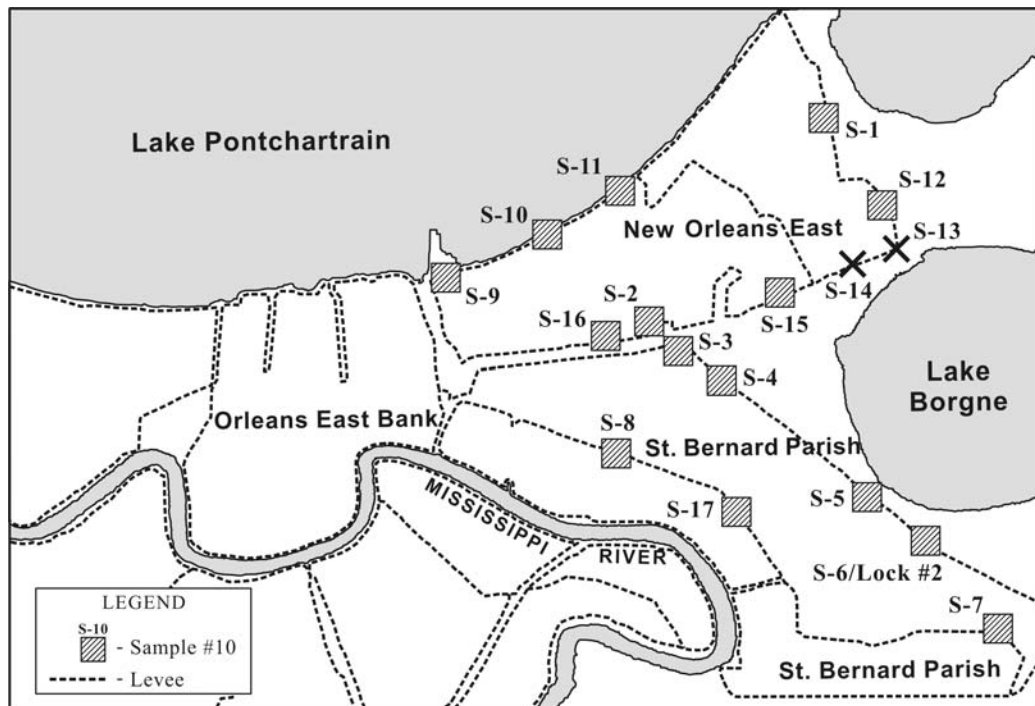 Lake Pontchartrain
S-1
S-11
S-12
S-10
New Orleans East
S-13
S-9
S-14
S-2
S-15
S-16
S-3
S-4
Lake
Borgne
Orleans East Bank
S-8
St. Bernard Parish
MISSISSIPPI
RIVER
S-17
S-5
S-6/Lock #2
S-7
St. Bernard Parish
LEGEND
S-10
- Sample #10
- Levee